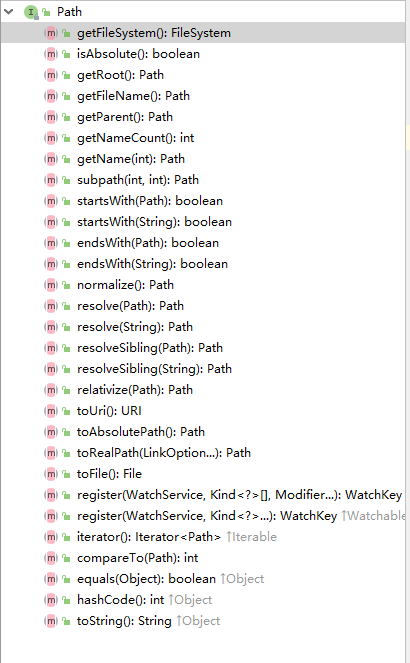 Path
getFileSystem(): FileSystem
isAbsolute(): boolean
getRoot(): Path
getFileName(): Path
getParent(): Path
getNameCount(): int
getName(int): Path
subpath(int, int): Path
startsWith(Path): boolean
startsWith(String): boolean
endsWith(Path): boolean
endsWith(String): boolean
normalize(): Path
resolve(Path): Path
resolve(String): Path
resolveSibling(Path): Path
resolveSibling(String): Path
relativize(Path): Path
toUri(): URI
toAbsolutePath(): Path
toRealPath(LinkOption...): Path
toFile(): File
register(WatchService, Kind<?>[], Modifier...): WatchKey
register(WatchService, Kind<?>...): WatchKey ↑Watchable
iterator(): Iterator<Path> ↑Iterable
compareTo(Path): int
equals(Object): boolean ↑Object
hashCode(): int ↑Object
toString(): String ↑Object